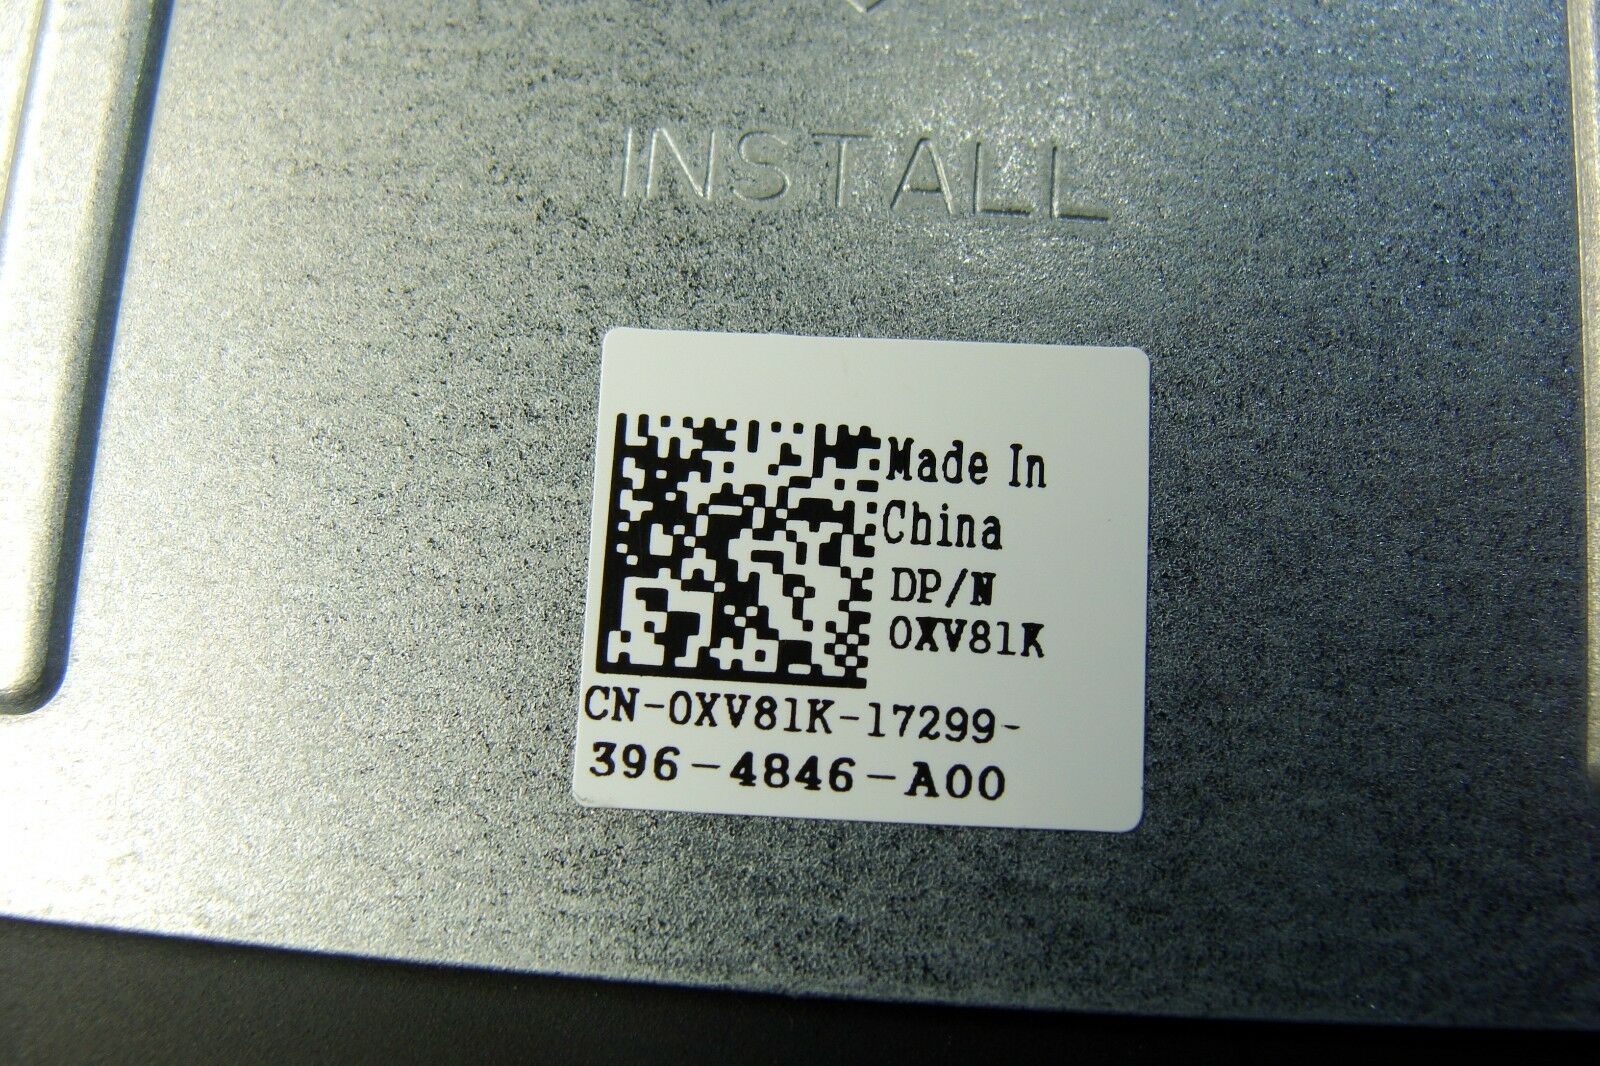 INSTALL
Made In
China
DP/N
0XV81K
CN-0XV81K-17299-
396-4846-A00